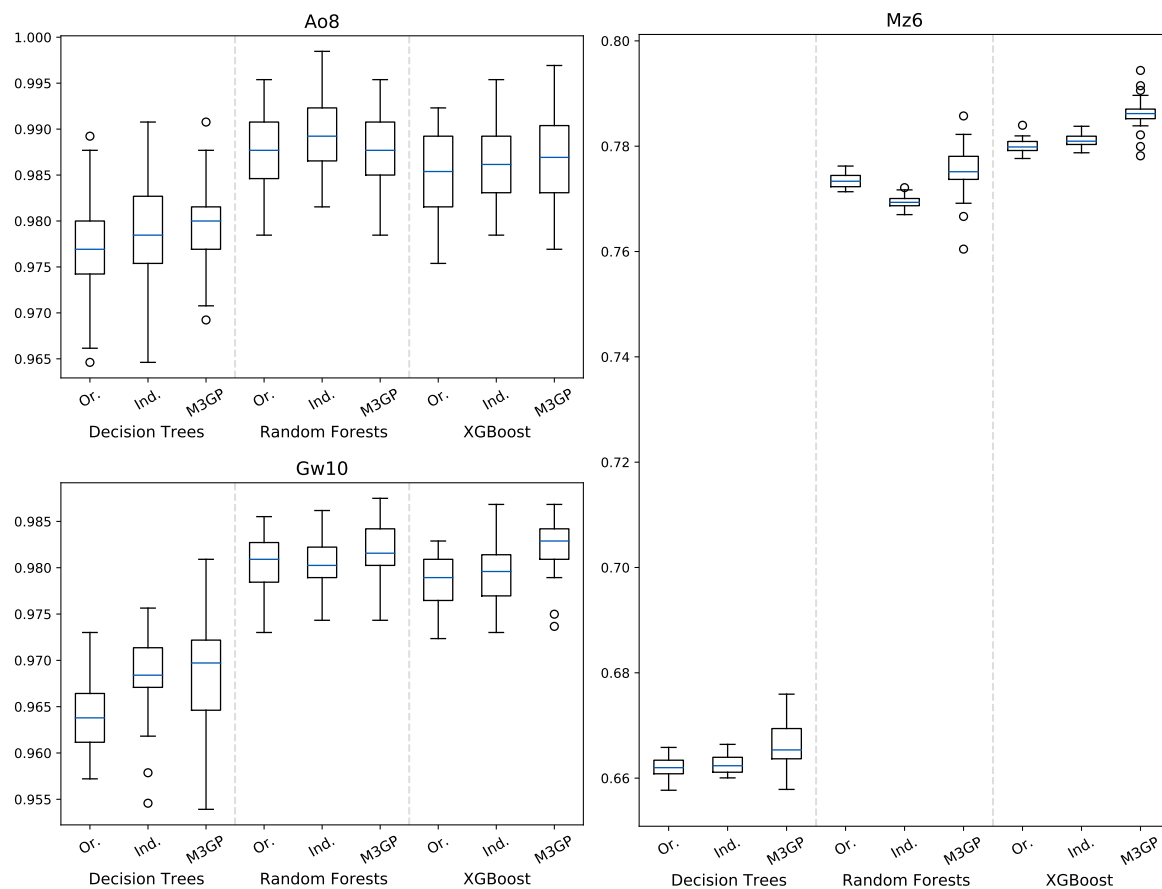 Ao8
1.000
0.995
0.990
0.985
0.980
0.975
0.970
0.965
Or. Ind. M3GP Or. Ind. M3GP Or. Ind. M3GP
Decision Trees Random Forests XGBoost
Gw10
0.985
0.980
0.975
0.970
0.965
0.960
0.955
Or. Ind. M3GP Or. Ind. M3GP Or. Ind. M3GP
Decision Trees Random Forests XGBoost
Mz6
0.80
0.78
0.76
0.74
0.72
0.70
0.68
0.66
Or. Ind. M3GP Or. Ind. M3GP Or. Ind. M3GP
Decision Trees Random Forests XGBoost